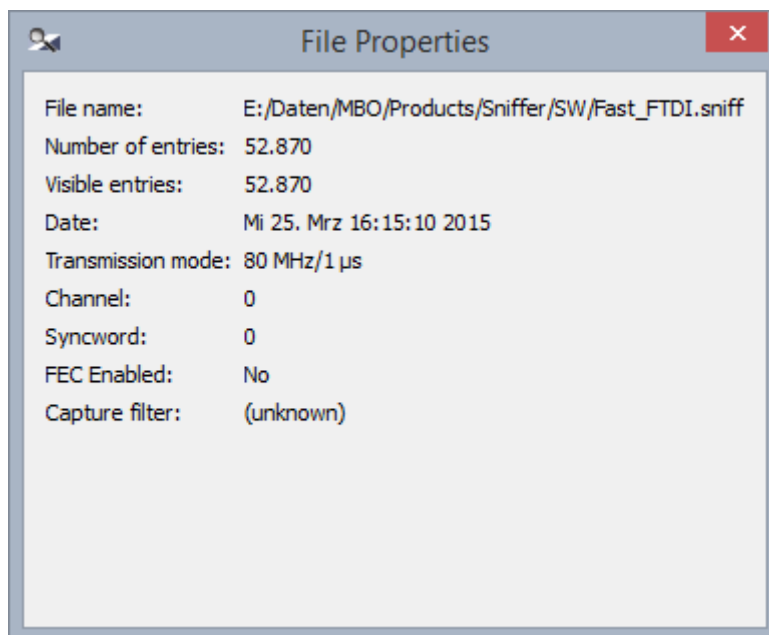 File Properties
File name: E:/Daten/MBO/Products/Sniffer/SW/Fast_FTDI.sniff
Number of entries: 52.870
Visible entries: 52.870
Date: Mi 25. Mrz 16:15:10 2015
Transmission mode: 80 MHz/1 µs
Channel: 0
Syncword: 0
FEC Enabled: No
Capture filter: (unknown)